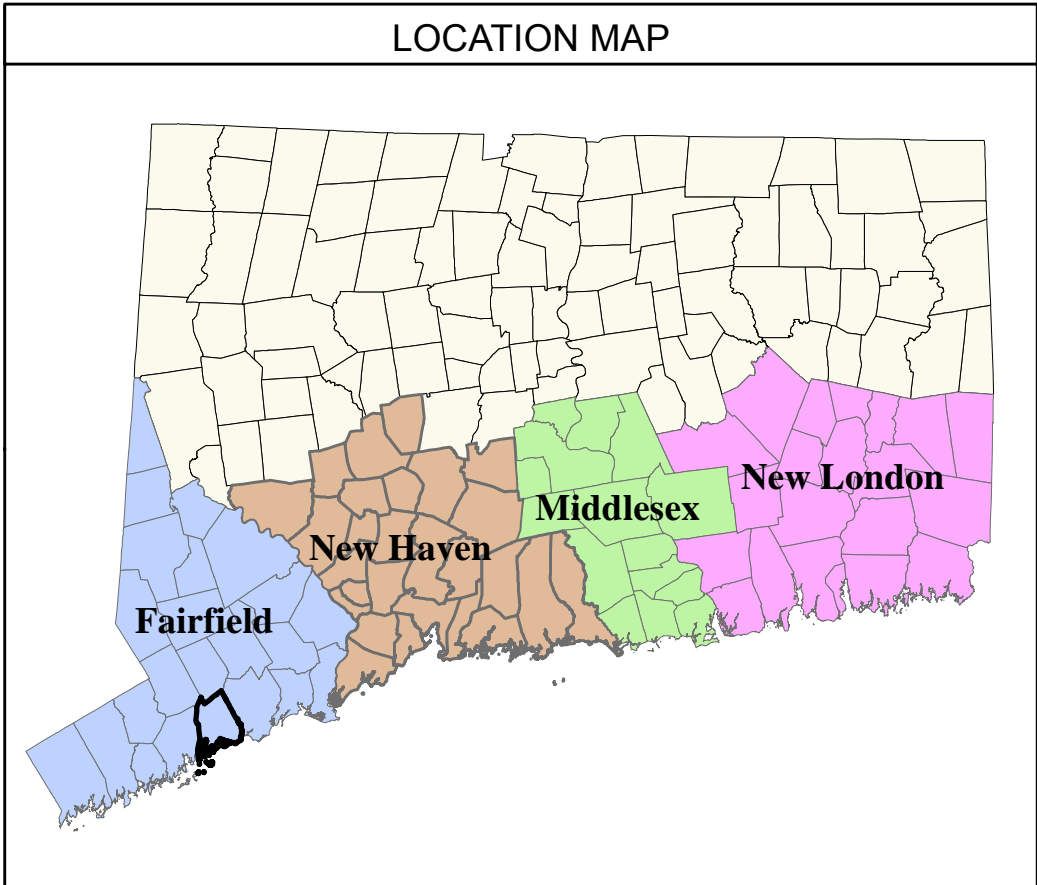 LOCATION MAP
New London
Middlesex
New Haven
Fairfield